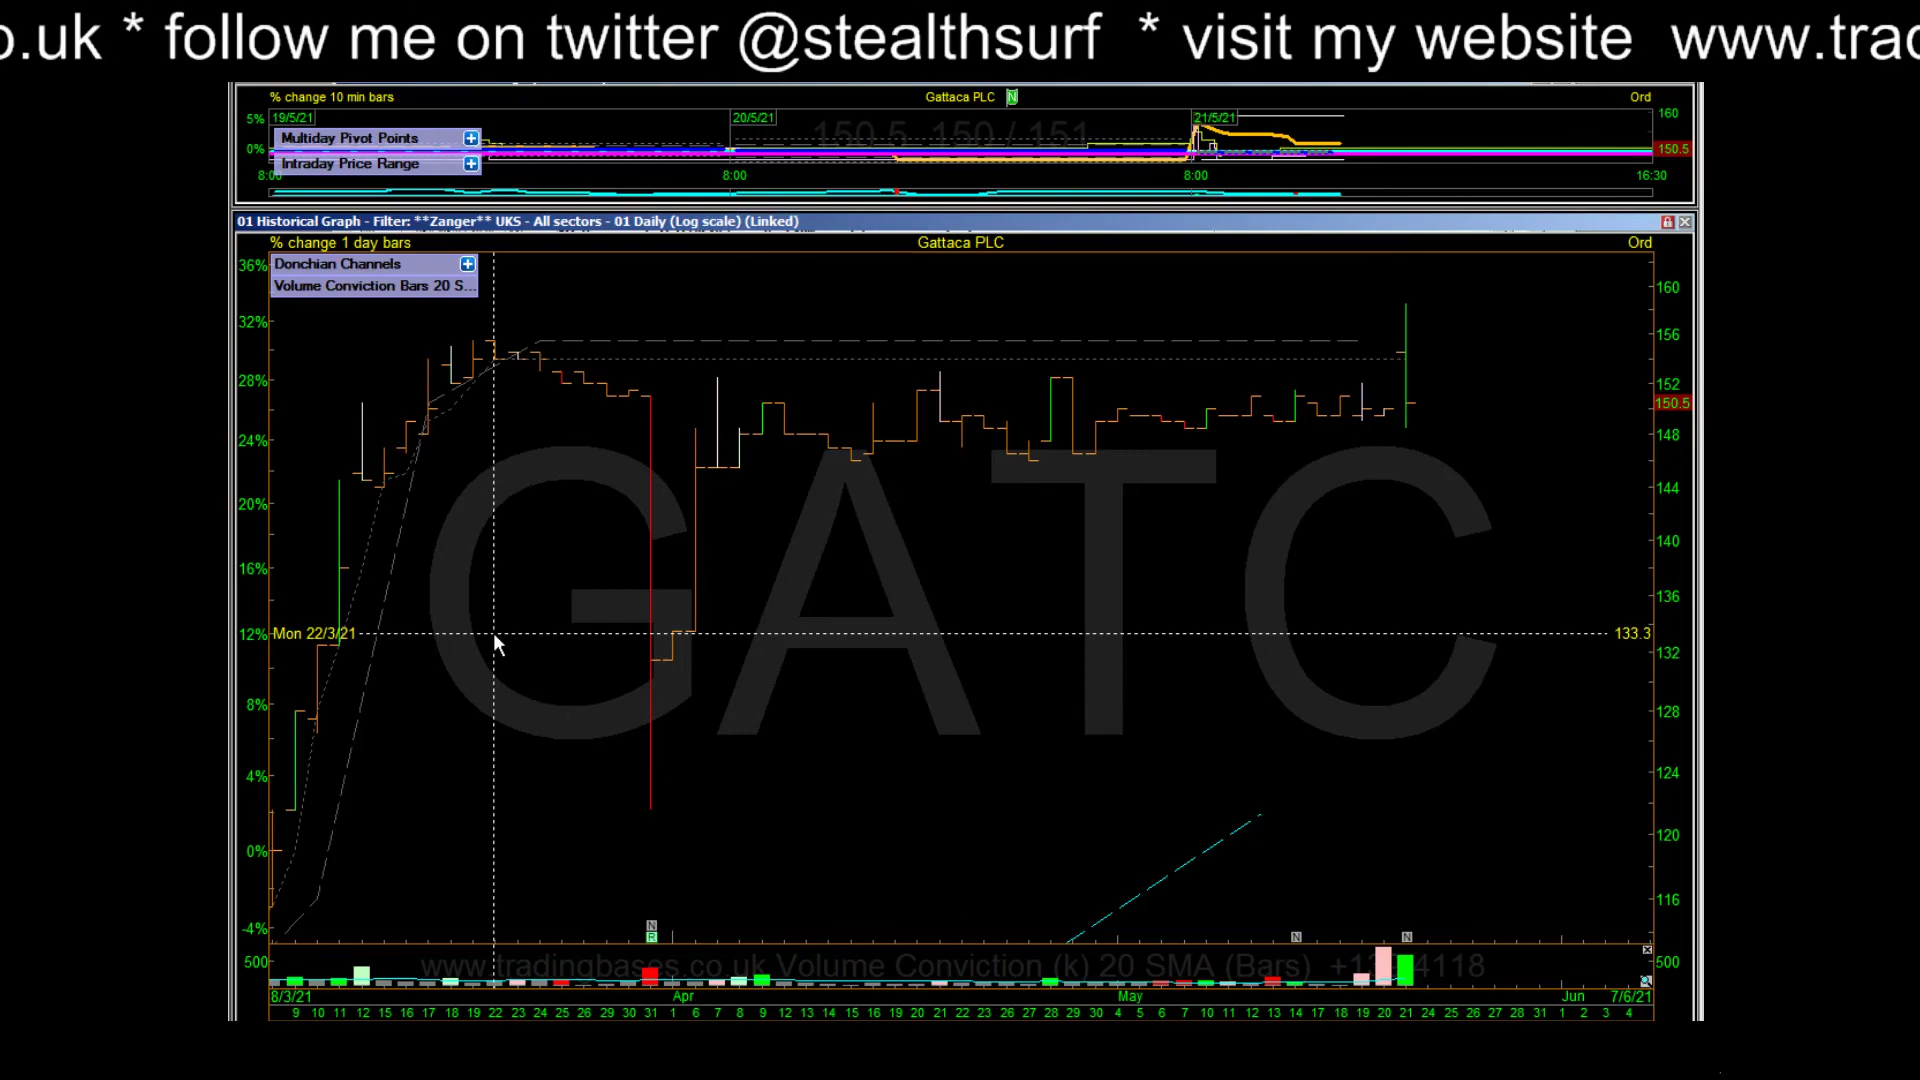 o.uk * follow me on twitter @stealthsurf * visit my website www.trad
% change 10 min bars Gattaca PLC N Ord
5% 19/5/21 20/5/21 21/5/21 160
Multiday Pivot Points 150.5 150 / 151
0% 150.5
Intraday Price Range
8:00 8:00 8:00 16:30
01 Historical Graph - Filter: **Zanger** UKS - All sectors - 01 Daily (Log scale) (Linked)
% change 1 day bars Gattaca PLC Ord
36% Donchian Channels
Volume Conviction Bars 20 S... 160
32% 156
28% 152
150.5
24% 148
20% 144
140
16% 136
GATC
12% Mon 22/3/21 133.3
132
8% 128
4% 124
0% 120
116
-4% N N N
R
500 www.tradingbases.co.uk Volume Conviction (k) 20 SMA (Bars) 500
8/3/21 Apr May Jun 7/6/21
9 10 11 12 15 16 17 18 19 22 23 24 25 26 29 30 31 1 6 7 8 9 12 13 14 15 16 19 20 21 22 23 26 27 28 29 30 4 5 6 7 10 11 12 13 14 17 18 19 20 21 24 25 26 27 28 31 1 2 3 4